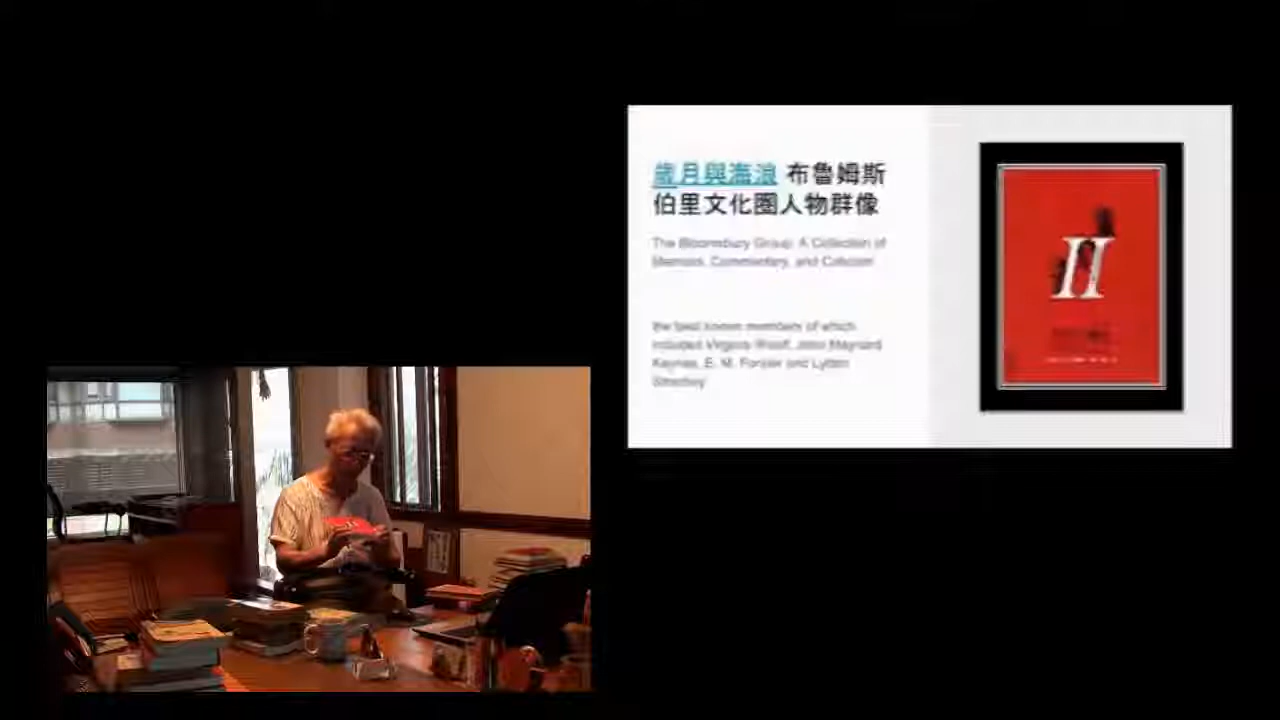 歲月與海浪 布魯姆斯
伯里文化圈人物群像
The Bloomsbury Group: A Collection of
Memoirs, Commentary, and Criticism
the best known members of which
included Virginia Woolf, John Maynard
Keynes, E. M. Forster and Lytton
Strachey
II